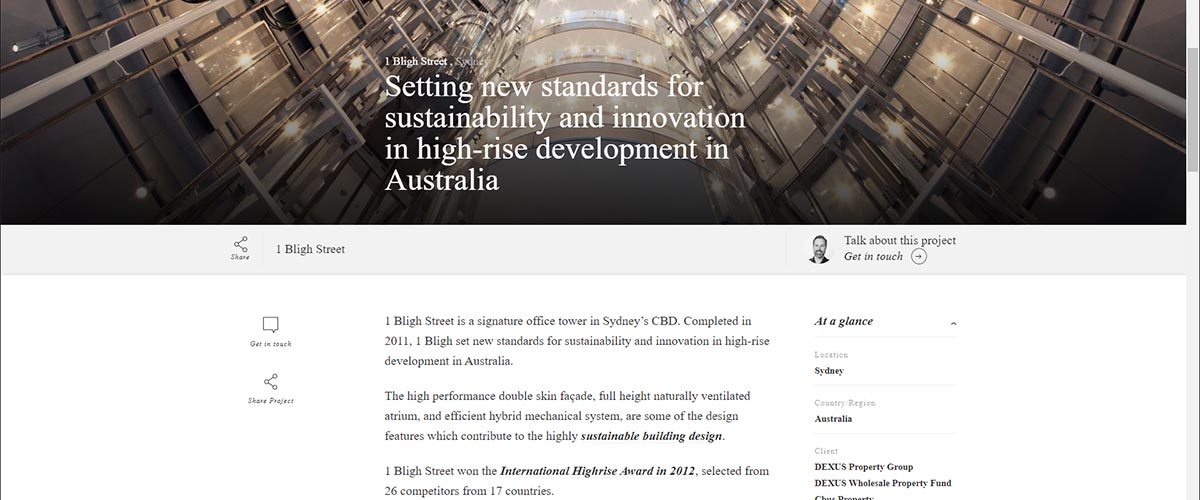 1 Bligh Street , Sydney
Setting new standards for
sustainability and innovation
in high-rise development in
Australia
Share
1 Bligh Street
Talk about this project
Get in touch
Get in touch
Share Project
1 Bligh Street is a signature office tower in Sydney’s CBD. Completed in
2011, 1 Bligh set new standards for sustainability and innovation in high-rise
development in Australia.
The high performance double skin façade, full height naturally ventilated
atrium, and efficient hybrid mechanical system, are some of the design
features which contribute to the highly sustainable building design.
1 Bligh Street won the International Highrise Award in 2012, selected from
26 competitors from 17 countries.
At a glance
Location
Sydney
Country/Region
Australia
Client
DEXUS Property Group
DEXUS Wholesale Property Fund
Cbus Property